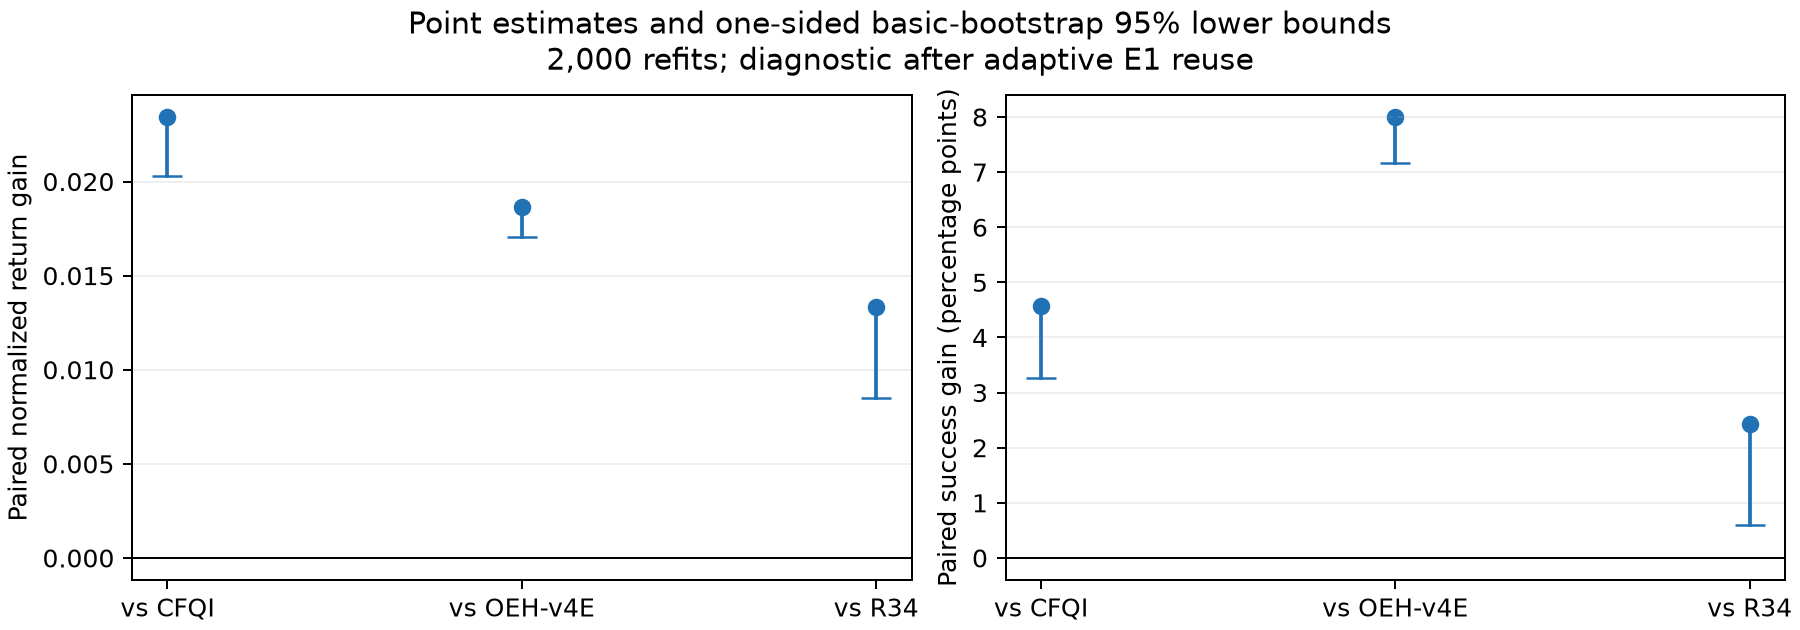 Point estimates and one-sided basic-bootstrap 95% lower bounds
2,000 refits; diagnostic after adaptive E1 reuse
Paired normalized return gain
0.020
0.015
0.010
0.005
0.000
vs CFQI
vs OEH-v4E
vs R34
Paired success gain (percentage points)
8
7
6
5
4
3
2
1
0
vs CFQI
vs OEH-v4E
vs R34